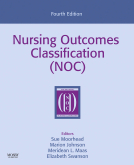 Fourth Edition
Nursing Outcomes
Classification
(NOC)
Editors
Sue Moorhead
Marion Johnson
Meridean L. Maas
Elizabeth Swanson